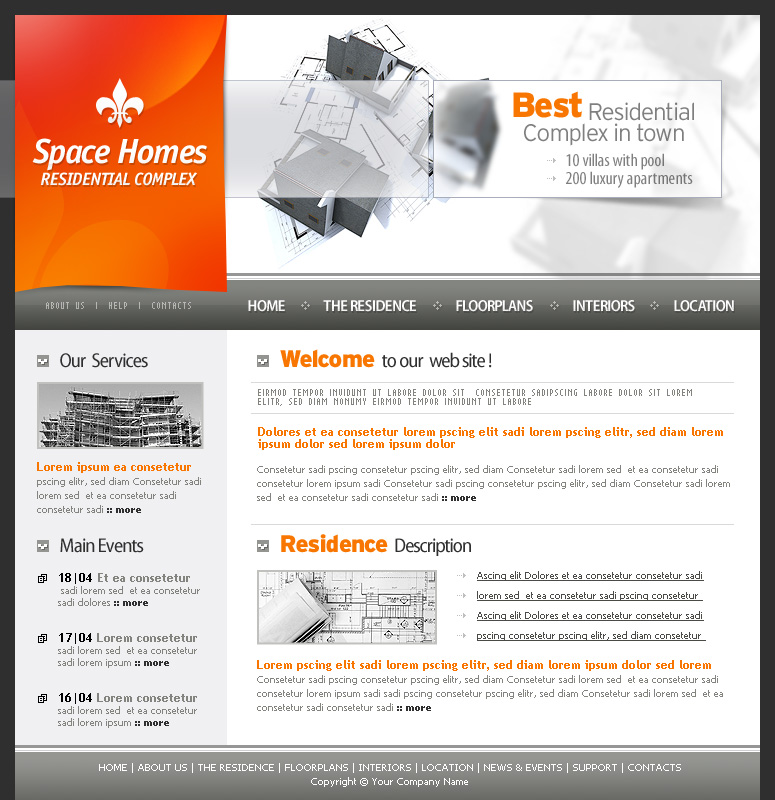 Space Homes
RESIDENTIAL COMPLEX
Best Residential
Complex in town
10 villas with pool
200 luxury apartments
ABOUT US | HELP | CONTACTS
HOME THE RESIDENCE FLOORPLANS INTERIORS LOCATION
Our Services
Lorem ipsum ea consetetur
pscing elitr, sed diam Consetetur sadi
lorem sed et ea consetetur sadi
consetetur sadi :: more
Main Events
18|04 Et ea consetetur
sadi lorem sed et ea consetetur
sadi dolores :: more
17|04 Lorem consetetur
sadi lorem sed et ea consetetur
sadi lorem ipsum :: more
16|04 Lorem consetetur
sadi lorem sed et ea consetetur
sadi lorem ipsum :: more
Welcome to our web site !
EIRMOD TEMPOR INVIDUNT UT LABORE DOLOR SIT CONSETETUR SADIPSCING LABORE DOLOR SIT LOREM
ELITR, SED DIAM NONUMY EIRMOD TEMPOR INVIDUNT UT LABORE
Dolores et ea consetetur lorem pscing elit sadi lorem pscing elitr, sed diam lorem
ipsum dolor sed lorem ipsum dolor
Consetetur sadi pscing consetetur pscing elitr, sed diam Consetetur sadi lorem sed et ea consetetur sadi
consetetur lorem ipsum sadi Consetetur sadi pscing consetetur pscing elitr, sed diam Consetetur sadi lorem
sed et ea consetetur sadi consetetur sadi :: more
Residence Description
Ascing elit Dolores et ea consetetur consetetur sadi
lorem sed et ea consetetur sadi pscing consetetur
Ascing elit Dolores et ea consetetur consetetur sadi
pscing consetetur pscing elitr, sed diam consetetur
Lorem pscing elit sadi lorem pscing elitr, sed diam lorem ipsum dolor sed lorem
Consetetur sadi pscing consetetur pscing elitr, sed diam Consetetur sadi lorem sed et ea consetetur sadi
consetetur lorem ipsum sadi sadi pscing consetetur pscing elitr, sed diam Consetetur sadi lorem sed et ea
consetetur sadi consetetur sadi :: more
HOME | ABOUT US | THE RESIDENCE | FLOORPLANS | INTERIORS | LOCATION | NEWS & EVENTS | SUPPORT | CONTACTS
Copyright © Your Company Name